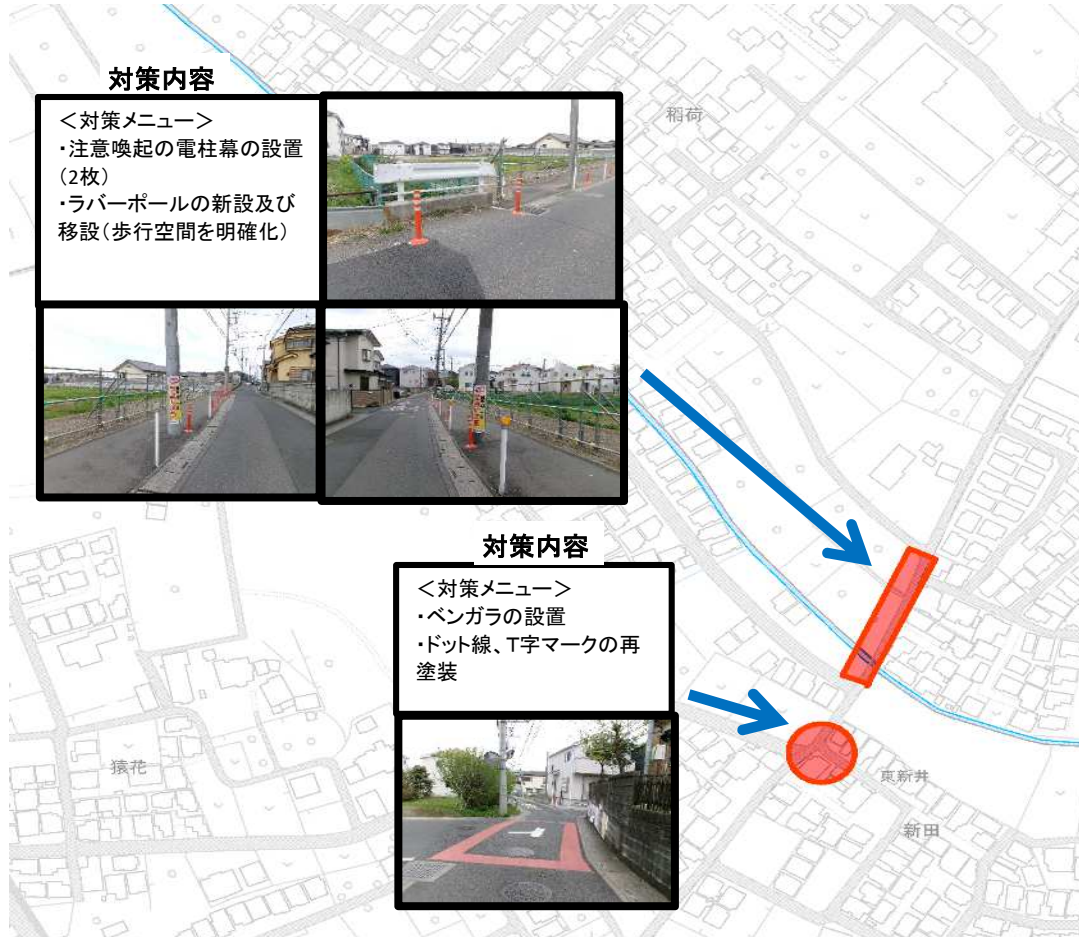 対策内容
<対策メニュー>
・注意喚起の電柱幕の設置
(2枚)
・ラバーポールの新設及び
移設(歩行空間を明確化)
稲荷
対策内容
<対策メニュー>
・ベンガラの設置
・ドット線、T字マークの再
塗装
猿花
東新井
新田